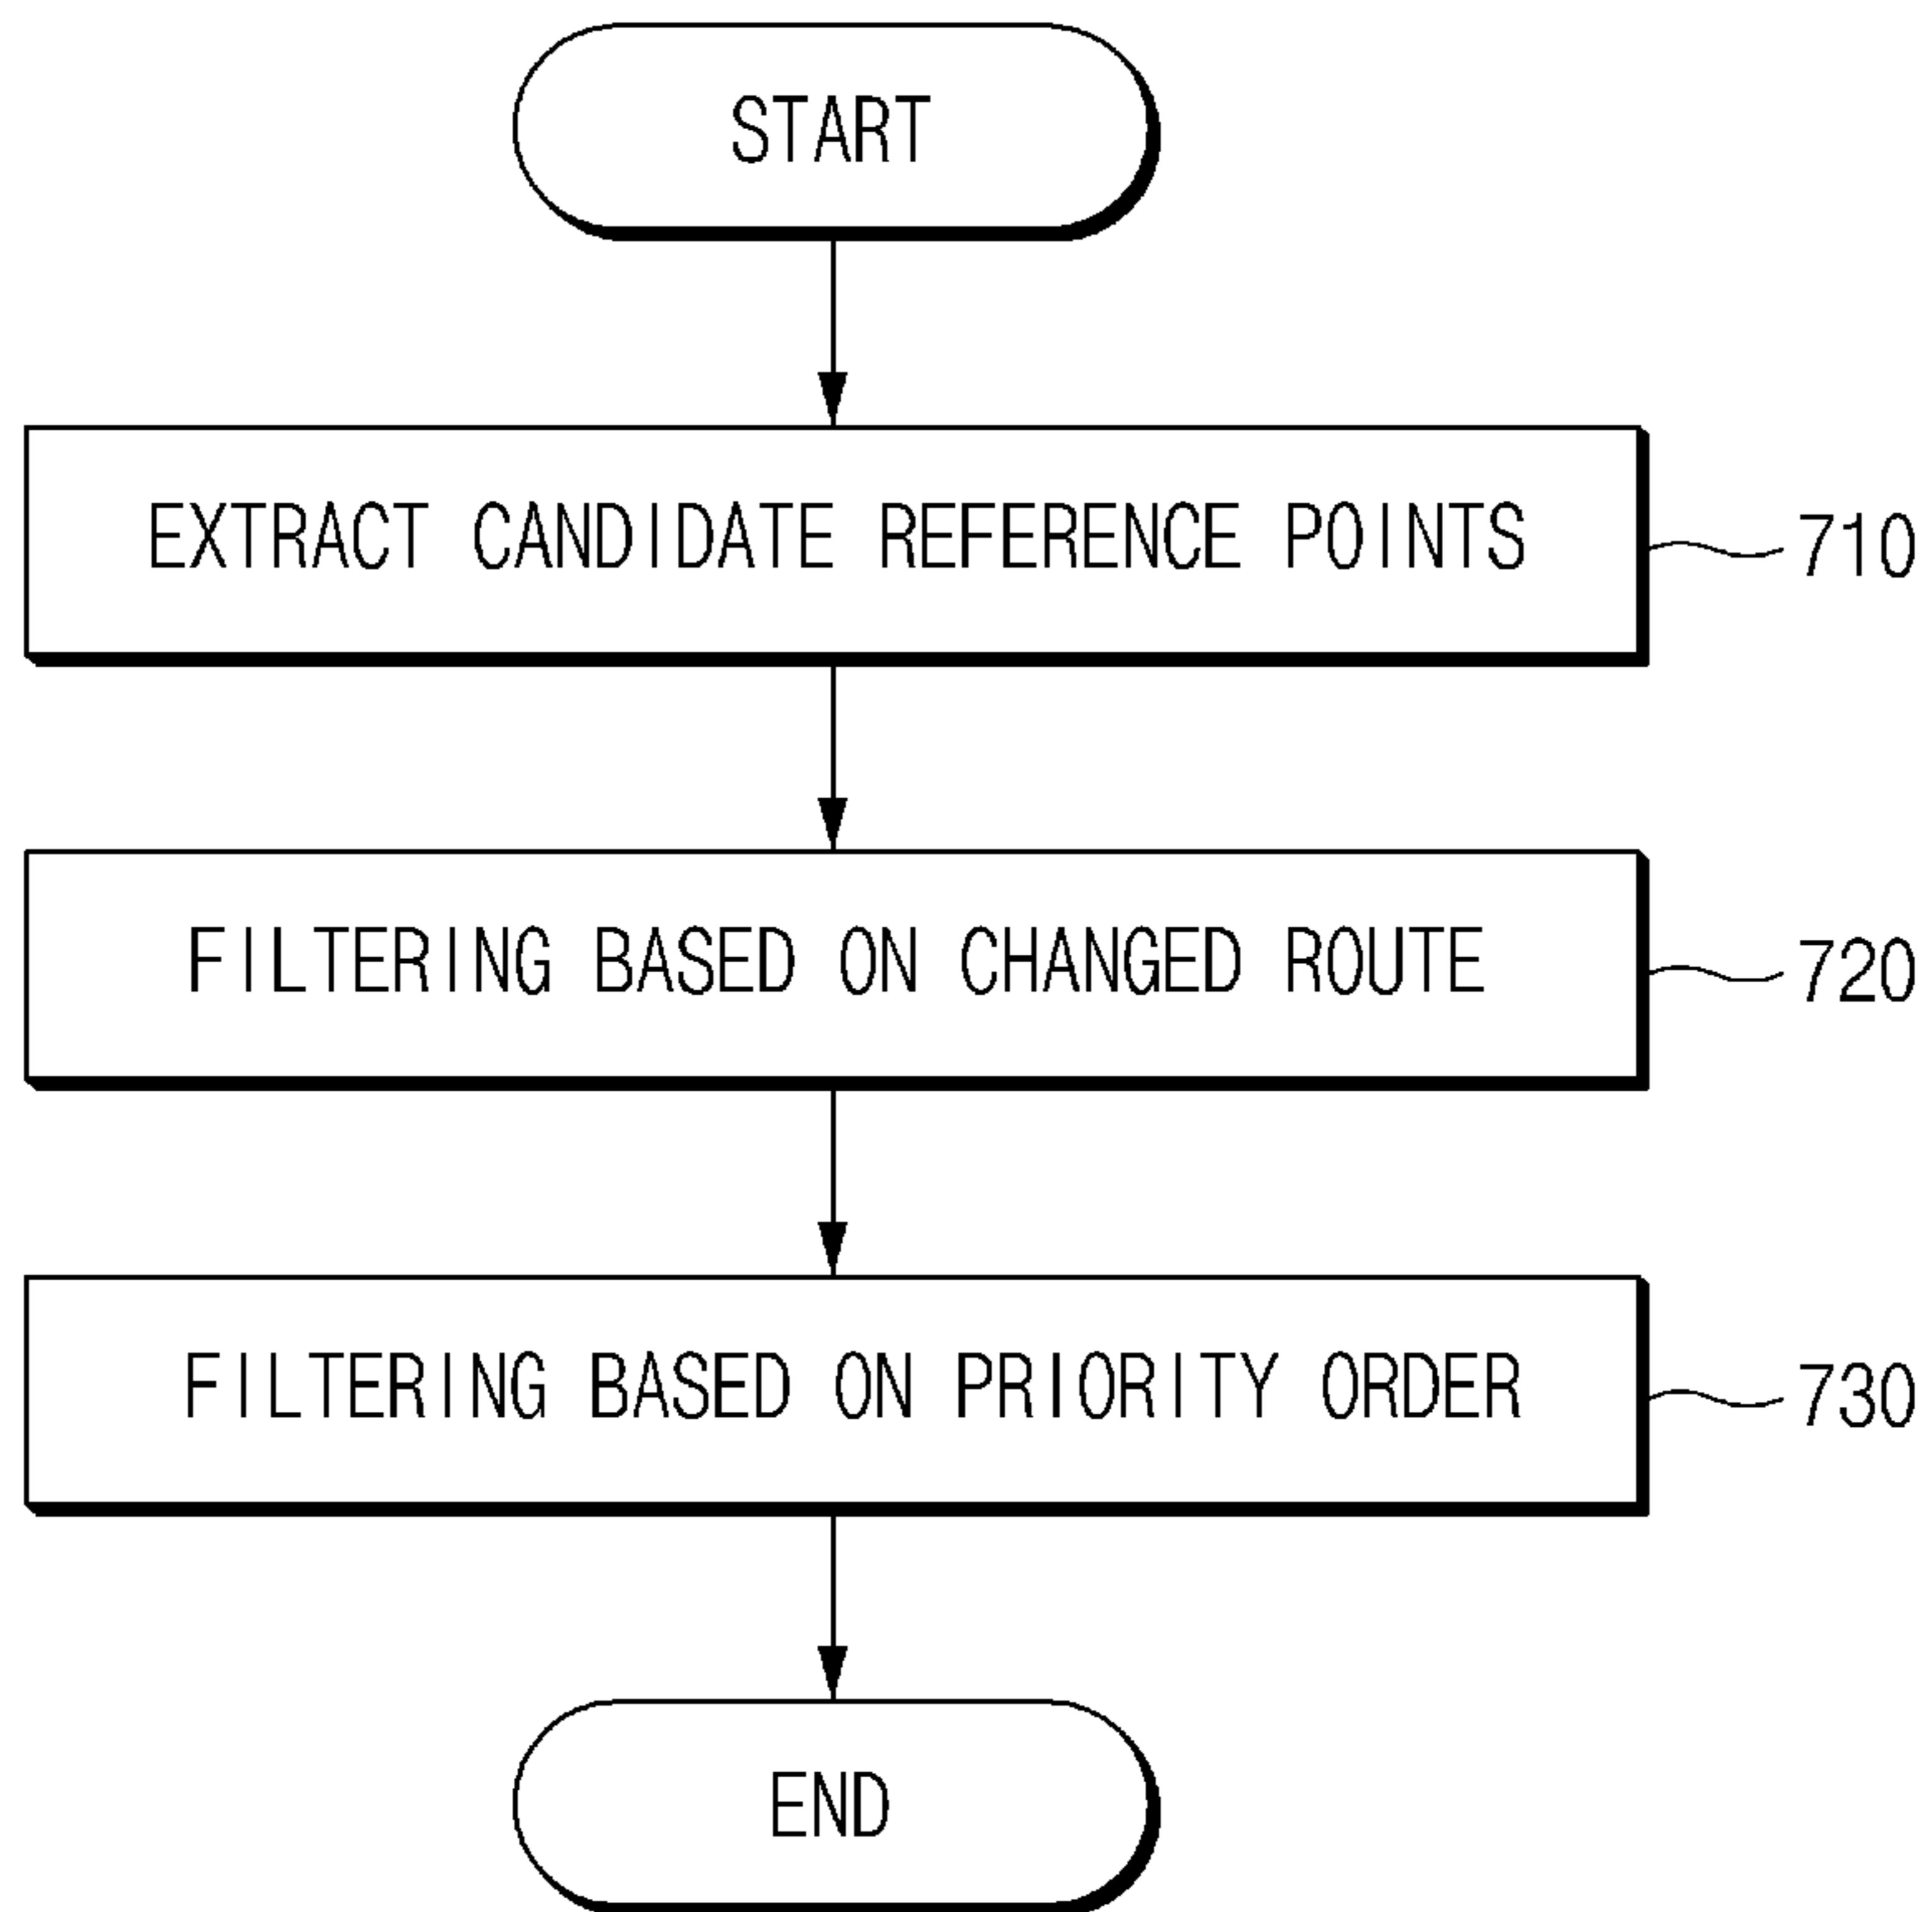 START
EXTRACT CANDIDATE REFERENCE POINTS
710
FILTERING BASED ON CHANGED ROUTE
720
FILTERING BASED ON PRIORITY ORDER
730
END